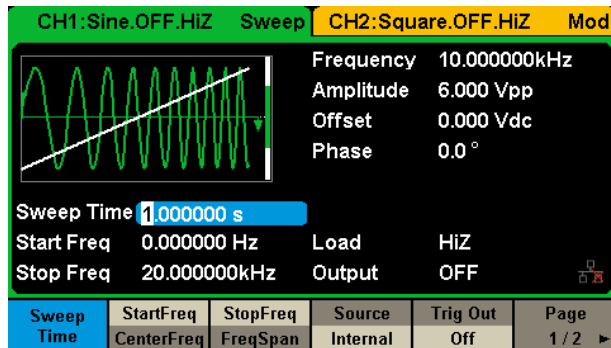 CH1:Sine.OFF.HiZ Sweep CH2:Squar.OFF.HiZ Mod
Frequency 10.000000kHz
Amplitude 6.000 Vpp
Offset 0.000 Vdc
Phase 0.0 °
Sweep Time 1.000000 s
Start Freq 0.000000 Hz Load HiZ
Stop Freq 20.000000kHz Output OFF
Sweep Time StartFreq CenterFreq StopFreq FreqSpan Source Internal Trig Out Off Page 1/2